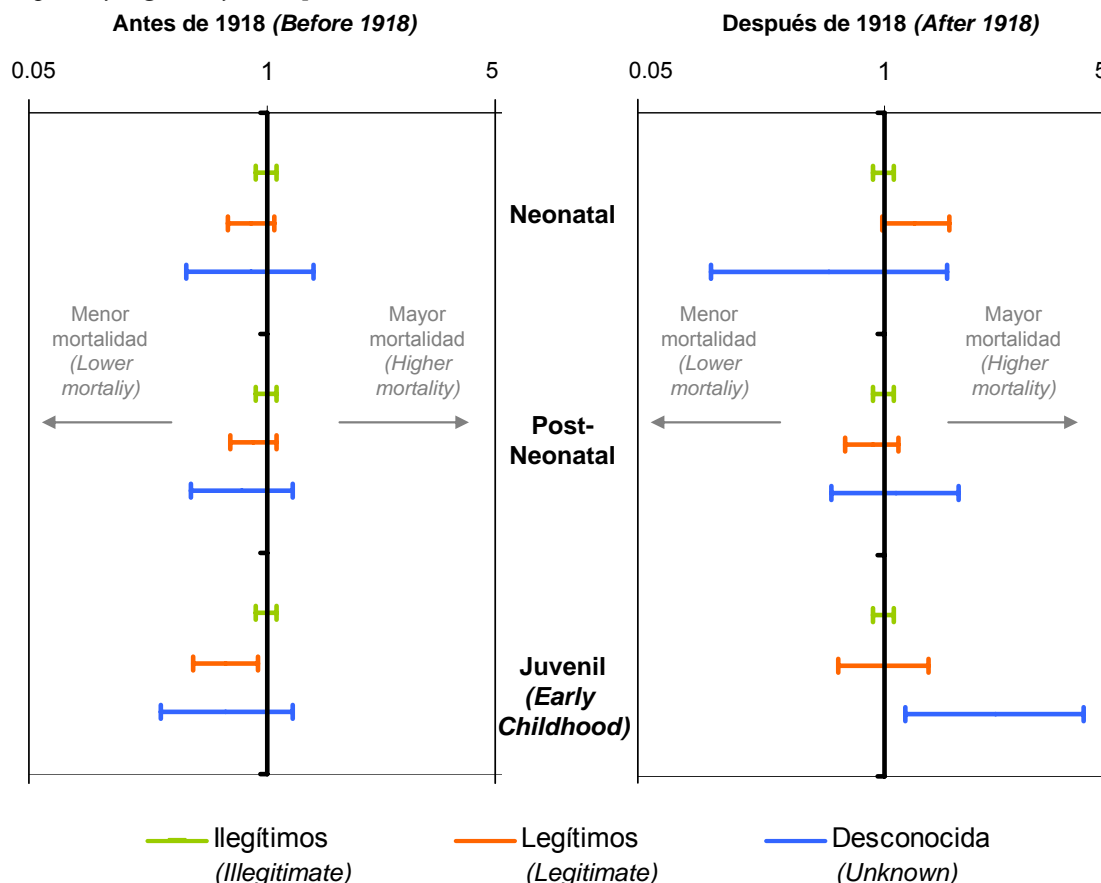 Antes de 1918 (Before 1918)
Después de 1918 (After 1918)
0.05 1 5
0.05 1 5
Neonatal
Menor
mortalidad
(Lower
mortaliy)
Mayor
mortalidad
(Higher
mortality)
Menor
mortalidad
(Lower
mortaliy)
Mayor
mortalidad
(Higher
mortality)
Post-
Neonatal
Juvenil
(Early
Childhood)
Ilegítimos
(Illegitimate)
Legítimos
(Legitimate)
Desconocida
(Unknown)